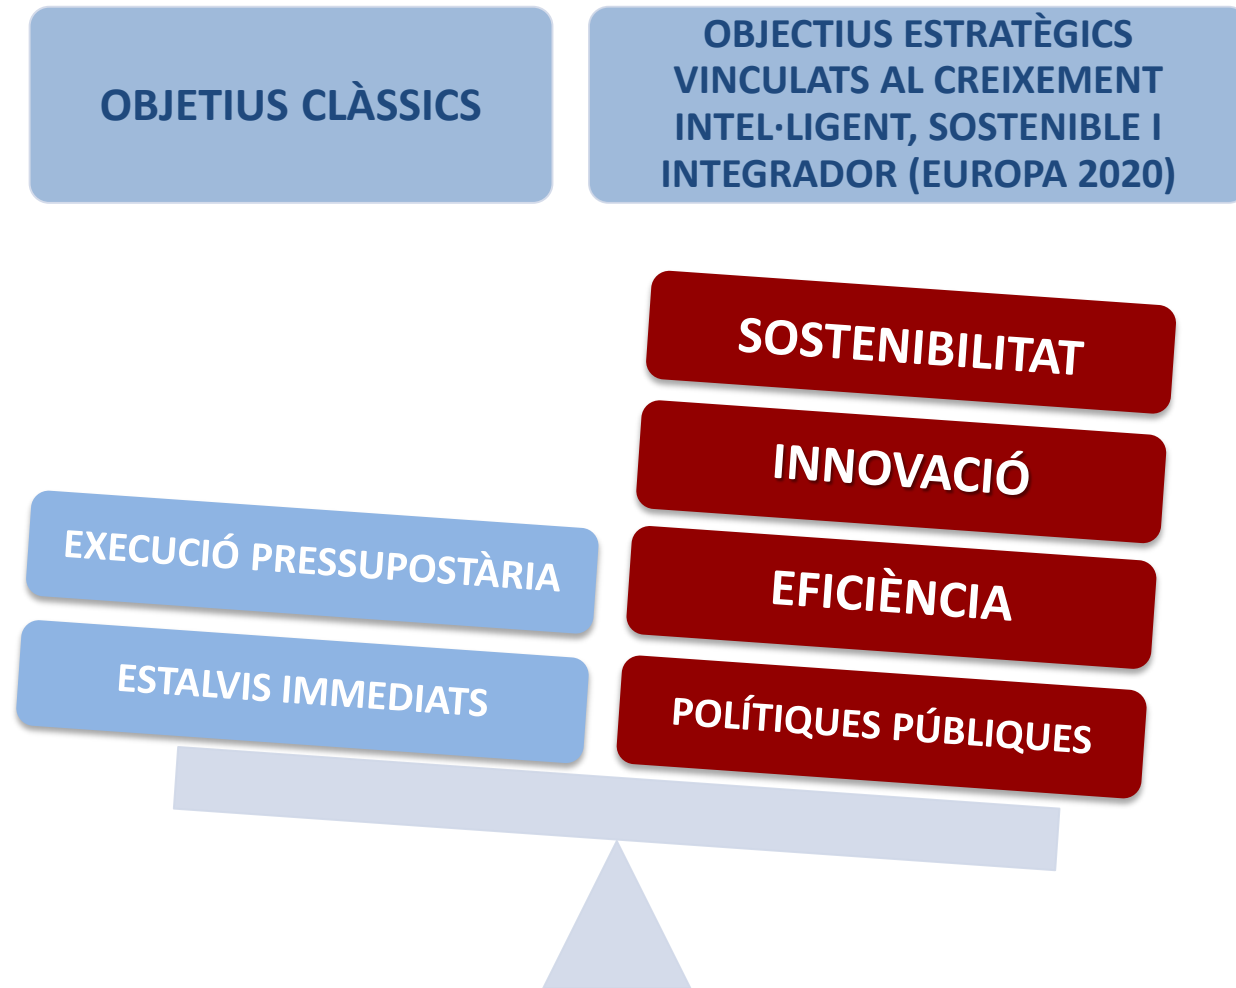 OBJETIUS CLÀSSICS
OBJECTIUS ESTRATÈGICS
VINCULATS AL CREIXEMENT
INTEL·LIGENT, SOSTENIBLE I
INTEGRADOR (EUROPA 2020)
SOSTENIBILITAT
INNOVACIÓ
EFICIÈNCIA
POLÍTIQUES PÚBLIQUES
EXECUCIÓ PRESSUPOSTÀRIA
ESTALVIS IMMEDIATS